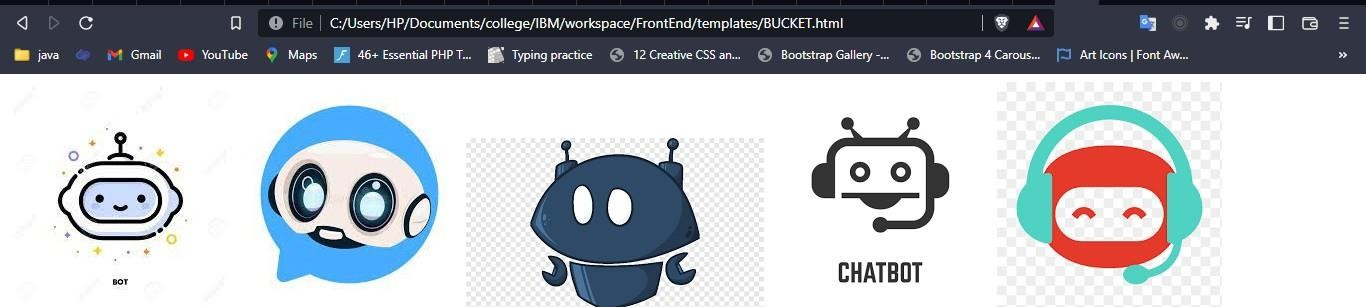 File C:/Users/HP/Documents/college/IBM/workspace/FrontEnd/templates/BUCKET.html
java Gmail YouTube Maps 46+ Essential PHP T... Typing practice 12 Creative CSS an... Bootstrap Gallery -... Bootstrap 4 Carous... Art Icons | Font Aw... »
BOT
CHATBOT